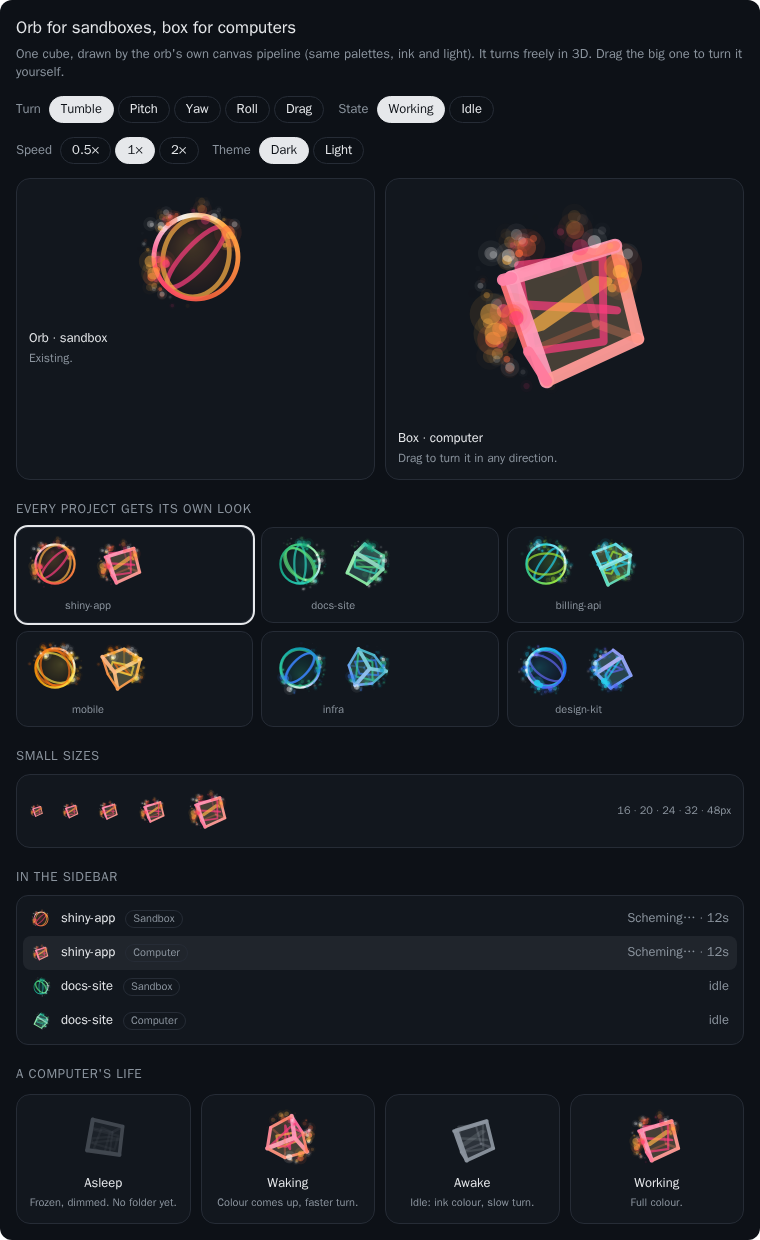 Orb for sandboxes, box for computers
One cube, drawn by the orb's own canvas pipeline (same palettes, ink and light). It turns freely in 3D. Drag the big one to turn it
yourself.
Turn Tumble Pitch Yaw Roll Drag State Working Idle
Speed 0.5× 1× 2× Theme Dark Light
Orb · sandbox
Existing.
Box · computer
Drag to turn it in any direction.
EVERY PROJECT GETS ITS OWN LOOK
shiny-app docs-site billing-api
mobile infra design-kit
SMALL SIZES
16 · 20 · 24 · 32 · 48px
IN THE SIDEBAR
shiny-app Sandbox Scheming··· · 12s
shiny-app Computer Scheming··· · 12s
docs-site Sandbox idle
docs-site Computer idle
A COMPUTER'S LIFE
Asleep Waking Awake Working
Frozen, dimmed. No folder yet. Colour comes up, faster turn. Idle: ink colour, slow turn. Full colour.